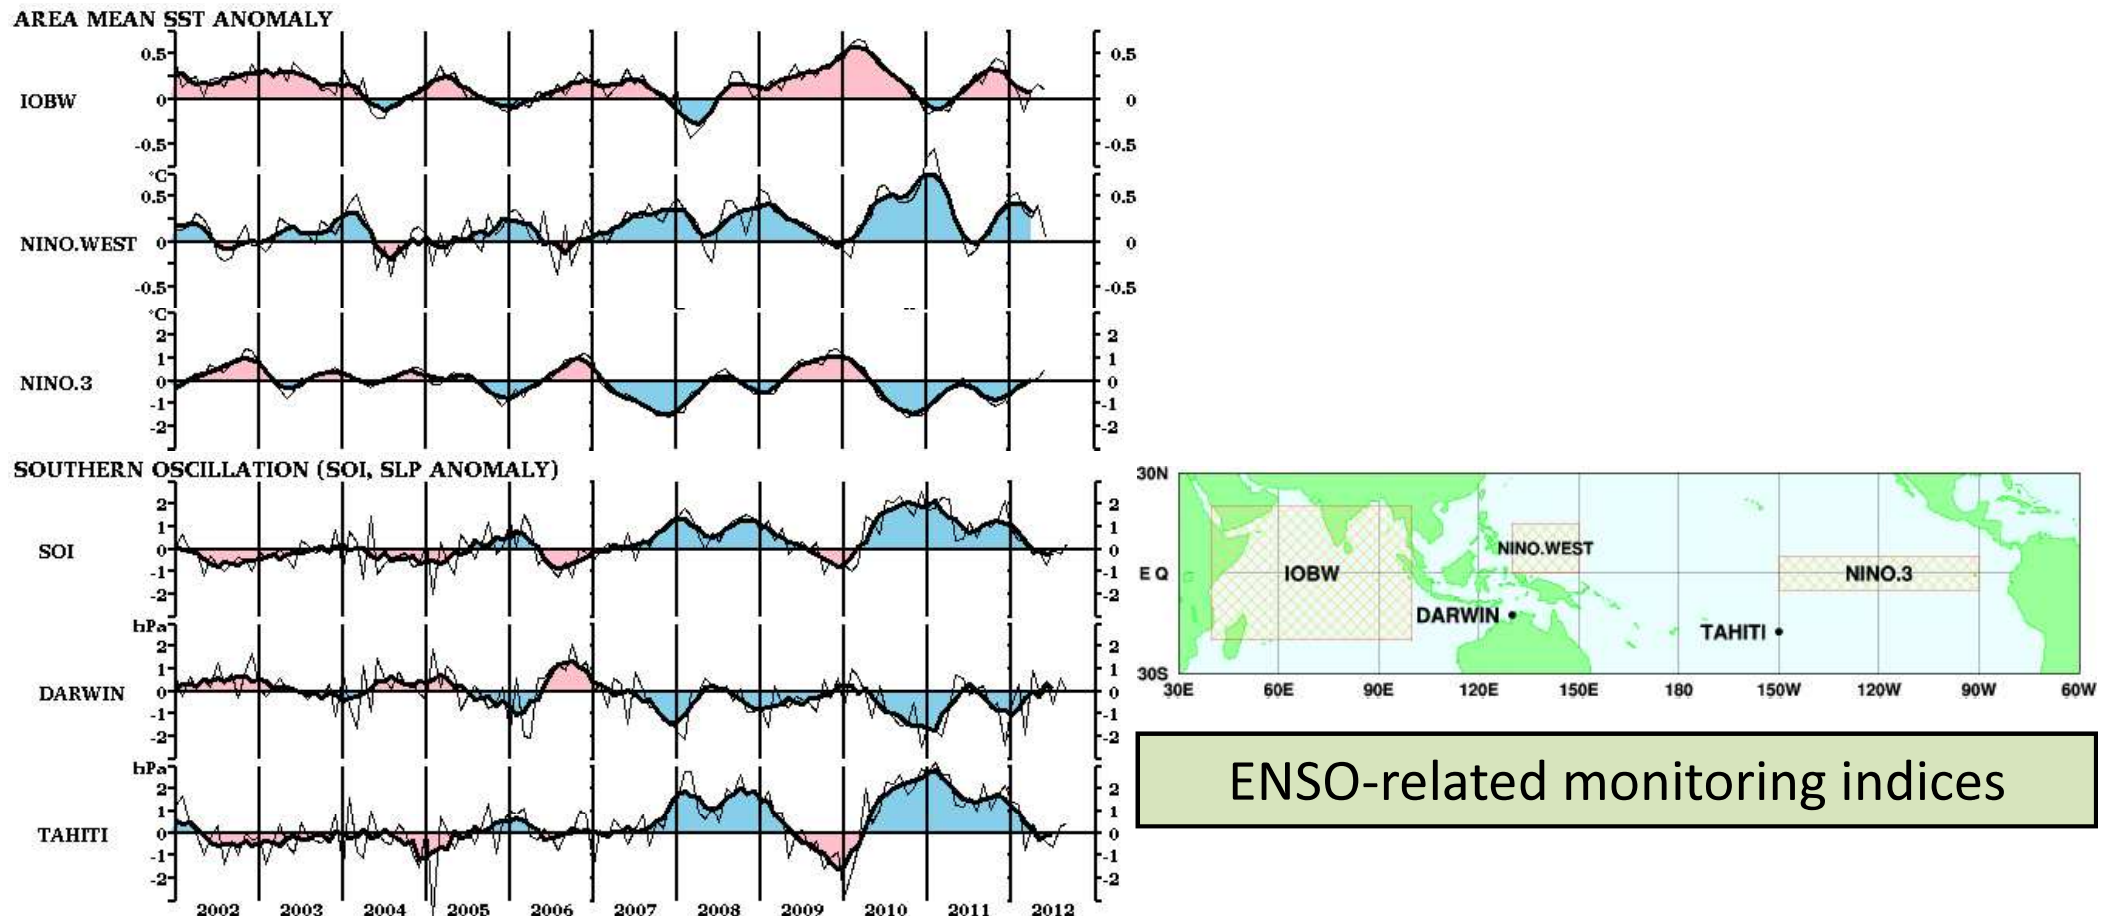 AREA MEAN SST ANOMALY
0.5 0.5
IOBW 0 0
-0.5 -0.5
°C
0.5 0.5
NINO.WEST 0 0
-0.5 -0.5
°C
2 2
1 1
NINO.3 0 0
-1 -1
-2 -2
SOUTHERN OSCILLATION (SOI, SLP ANOMALY)
2 2
1 1
SOI 0 0
-1 -1
-2 -2
hPa
2 2
1 1
DARWIN 0 0
-1 -1
-2 -2
hPa
2 2
1 1
TAHITI 0 0
-1 -1
-2 -2
2002 2003 2004 2005 2006 2007 2008 2009 2010 2011 2012
30N
NINO.WEST
EQ IOBW NINO.3
DARWIN
TAHITI
30S
30E 60E 90E 120E 150E 180 150W 120W 90W 60W
ENSO-related monitoring indices